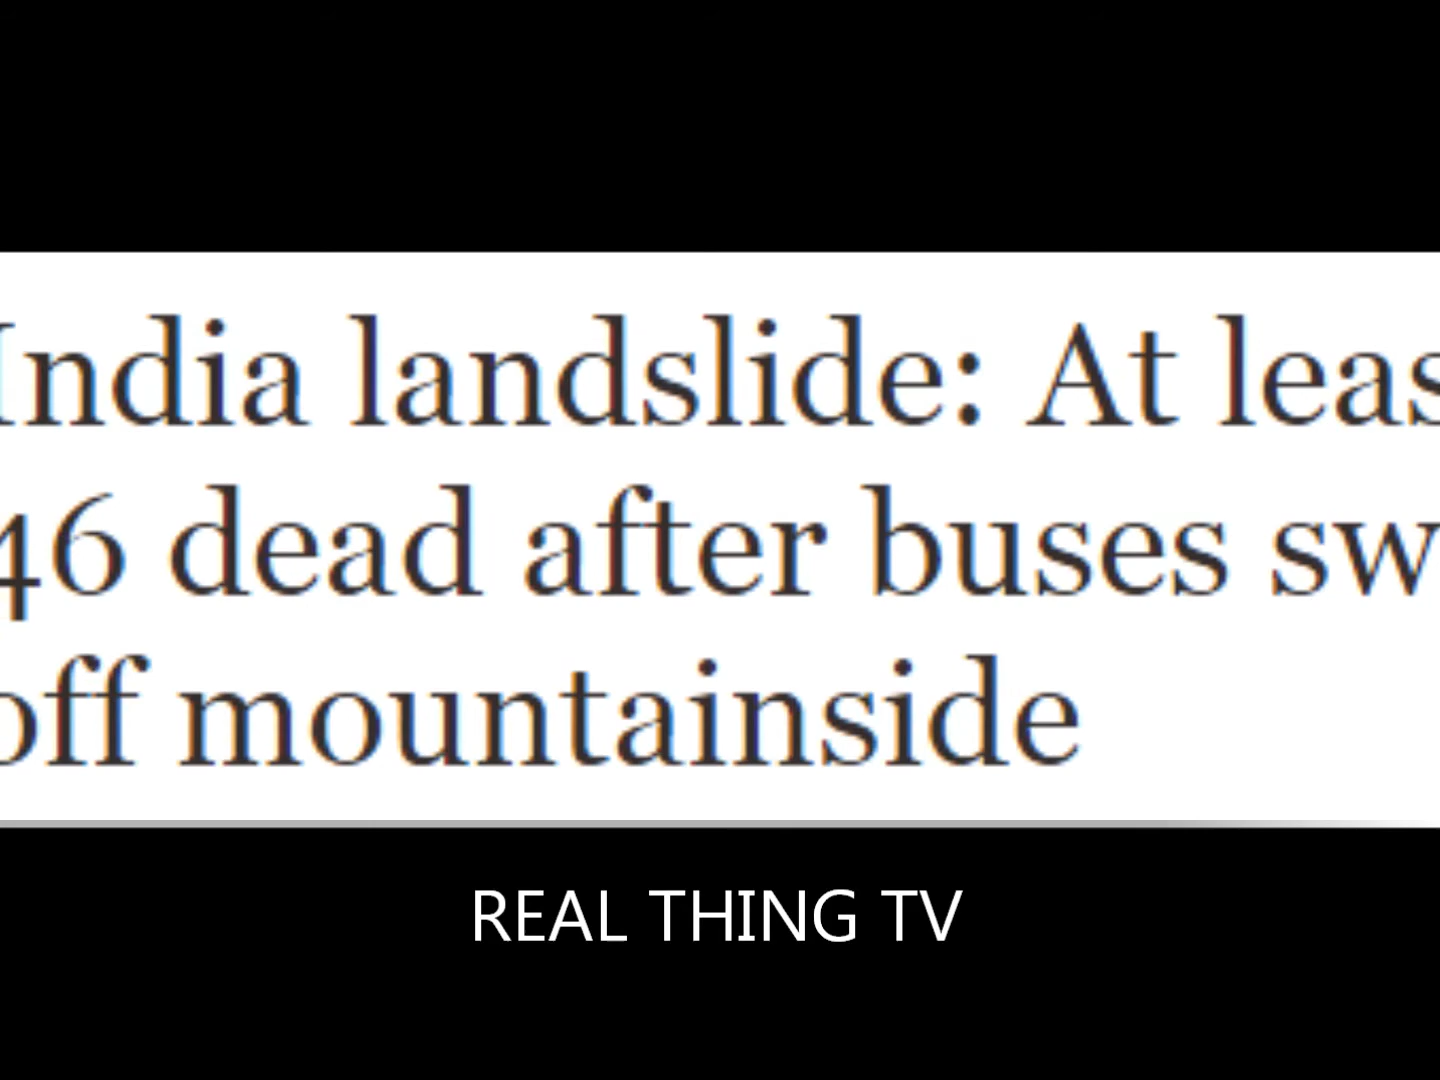 India landslide: At leas
46 dead after buses sw
off mountainside
REAL THING TV